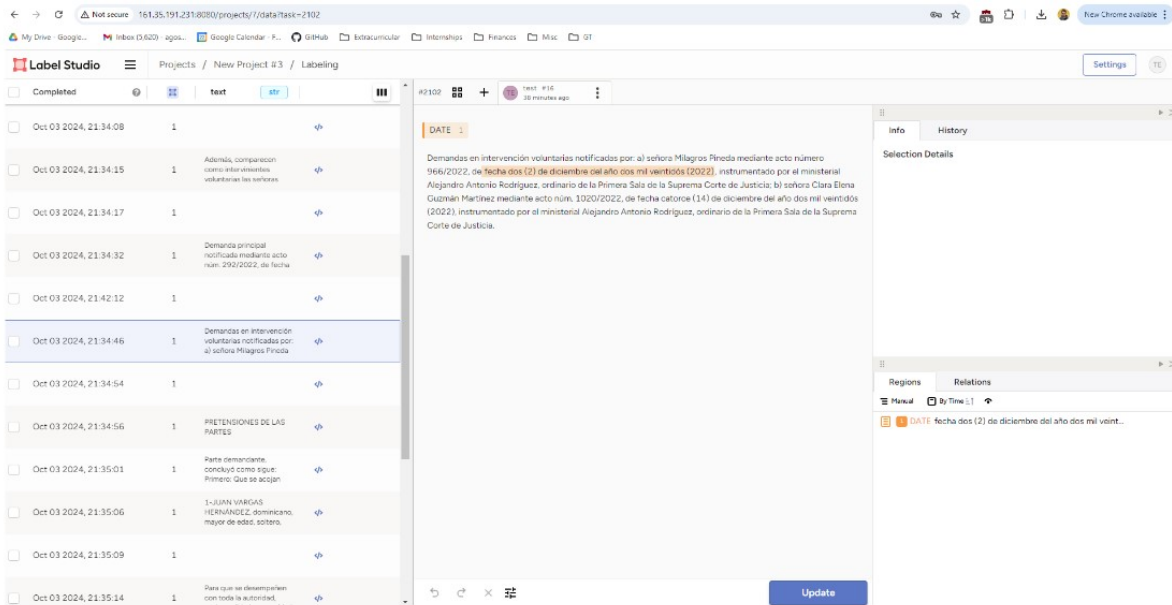 Not secure 161.35.191.231:8080/projects/7/data?task=2102
New Chrome available
My Drive - Google... Inbox (5,620) - agos... Google Calendar - F... GitHub Extracurricular Internships Finances Misc GT
Label Studio Projects / New Project #3 / Labeling Settings TE
Completed text str
#2102 TE test #16
38 minutes ago
Oct 03 2024, 21:34:08 1
Oct 03 2024, 21:34:15 1 Además, comparecen
como intervinientes
voluntarias las señoras
Oct 03 2024, 21:34:17 1
Oct 03 2024, 21:34:32 1 Demanda principal
notificada mediante acto
núm. 292/2022, de fecha
Oct 03 2024, 21:42:12 1
Oct 03 2024, 21:34:46 1 Demandas en intervención
voluntarias notificadas por:
a) señora Milagros Pineda
Oct 03 2024, 21:34:54 1
Oct 03 2024, 21:34:56 1 PRETENSIONES DE LAS
PARTES
Oct 03 2024, 21:35:01 1 Parte demandante,
concluyó como sigue:
Primero: Que se acojan
Oct 03 2024, 21:35:06 1 1-JUAN VARGAS
HERNÁNDEZ, dominicano,
mayor de edad, soltero,
Oct 03 2024, 21:35:09 1
Oct 03 2024, 21:35:14 1 Para que se desempeñen
con toda la autoridad,
DATE 1
Demandas en intervención voluntarias notificadas por: a) señora Milagros Pineda mediante acto número
966/2022, de fecha dos (2) de diciembre del año dos mil veintidós (2022), instrumentado por el ministerial
Alejandro Antonio Rodríguez, ordinario de la Primera Sala de la Suprema Corte de Justicia; b) señora Clara Elena
Guzmán Martínez mediante acto núm. 1020/2022, de fecha catorce (14) de diciembre del año dos mil veintidós
(2022), instrumentado por el ministerial Alejandro Antonio Rodríguez, ordinario de la Primera Sala de la Suprema
Corte de Justicia.
Update
Info History
Selection Details
Regions Relations
Manual By Time
1 DATE fecha dos (2) de diciembre del año dos mil veint...